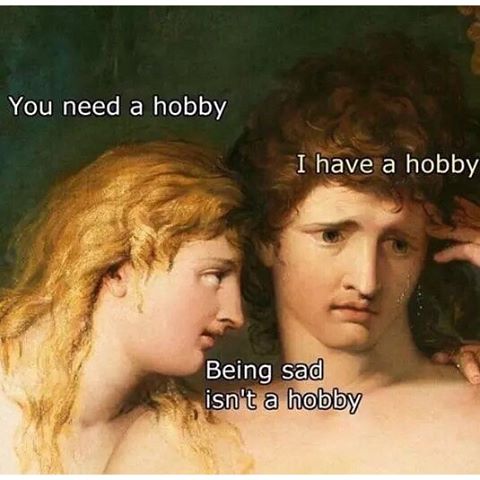 You need a hobby
I have a hobby
Being sad
isn't a hobby